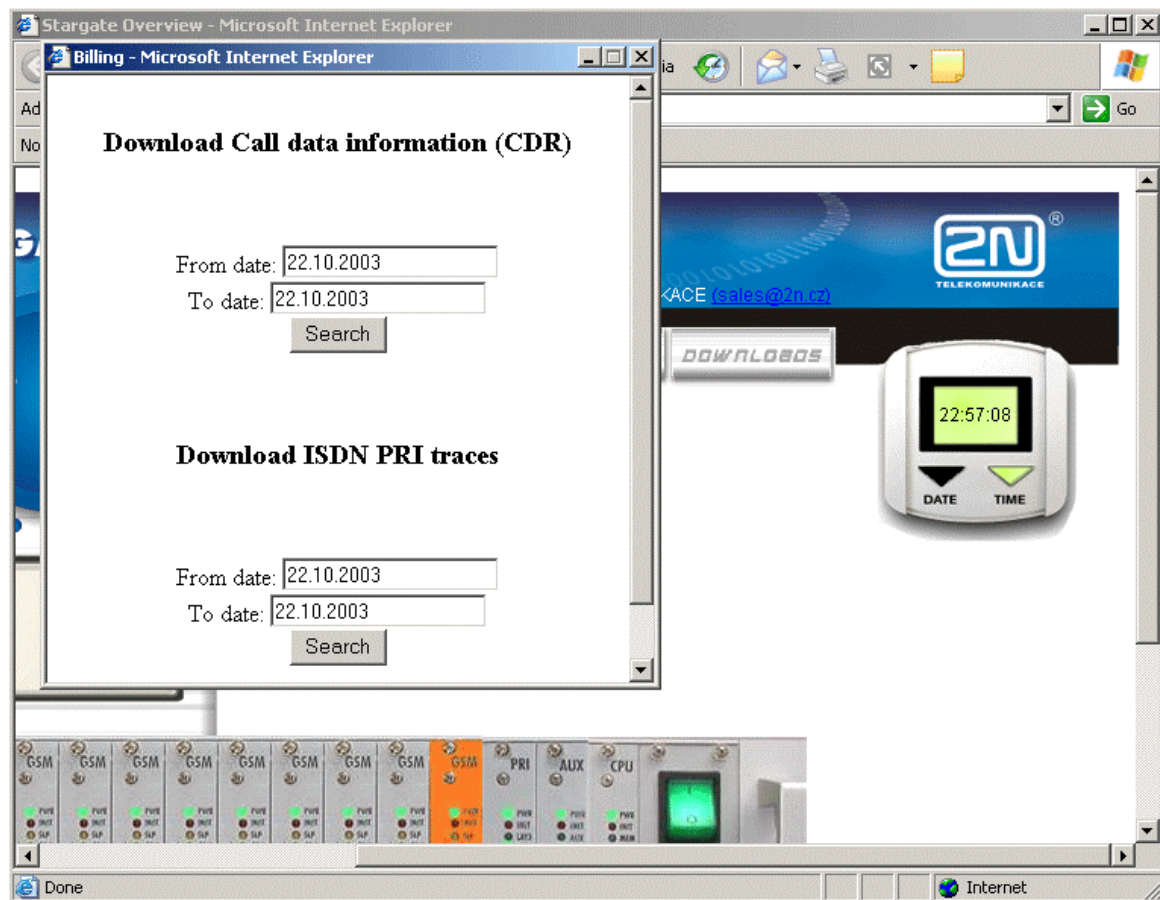 Stargate Overview - Microsoft Internet Explorer
Billing - Microsoft Internet Explorer
ia
Ad
Go
No
Download Call data information (CDR)
From date: 22.10.2003
To date: 22.10.2003
Search
Download ISDN PRI traces
From date: 22.10.2003
To date: 22.10.2003
Search
2N ®
TELEKOMUNIKACE
KACE (sales@2n.cz)
DOWNLOADS
22:57:08
DATE TIME
GSM GSM GSM GSM GSM GSM GSM GSM GSM PRI AUX CPU
Done
Internet